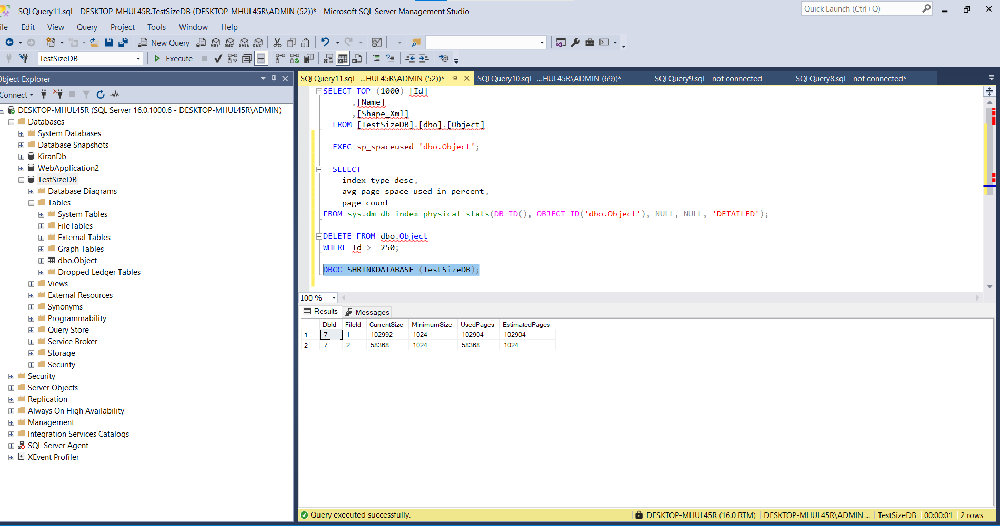 SQLQuery11.sql - DESKTOP-MHUL45R.TestSizeDB (DESKTOP-MHUL45R\ADMIN (52))* - Microsoft SQL Server Management Studio
Quick Launch (Ctrl+Q)
ile Edit View Query Project Tools Window Help
New Query MDX DMX XMLA DAX
TestSizeDB Execute
Object Explorer
Connect
DESKTOP-MHUL45R (SQL Server 16.0.1000.6 - DESKTOP-MHUL45R\ADMIN)
Databases
System Databases
Database Snapshots
KiranDb
WebApplication2
TestSizeDB
Database Diagrams
Tables
System Tables
FileTables
External Tables
Graph Tables
dbo.Object
Dropped Ledger Tables
Views
External Resources
Synonyms
Programmability
Query Store
Service Broker
Storage
Security
Security
Server Objects
Replication
Always On High Availability
Management
Integration Services Catalogs
SQL Server Agent
XEvent Profiler
SQLQuery11.sql -...HUL45R\ADMIN (52))* SQLQuery10.sql -...HUL45R\ADMIN (69))* SQLQuery9.sql - not connected SQLQuery8.sql - not connected*
SELECT TOP (1000) [Id]
,[Name]
,[Shape_Xml]
FROM [TestSizeDB].[dbo].[Object]
EXEC sp_spaceused 'dbo.Object';
SELECT
index_type_desc,
avg_page_space_used_in_percent,
page_count
FROM sys.dm_db_index_physical_stats(DB_ID(), OBJECT_ID('dbo.Object'), NULL, NULL, 'DETAILED');
DELETE FROM dbo.Object
WHERE Id >= 250;
DBCC SHRINKDATABASE (TestSizeDB);
100 %
Results Messages
DbId FileId CurrentSize MinimumSize UsedPages EstimatedPages
1 7 1 102992 1024 102904 102904
2 7 2 58368 1024 58368 1024
Query executed successfully. DESKTOP-MHUL45R (16.0 RTM) DESKTOP-MHUL45R\ADMIN ... TestSizeDB 00:00:01 2 rows